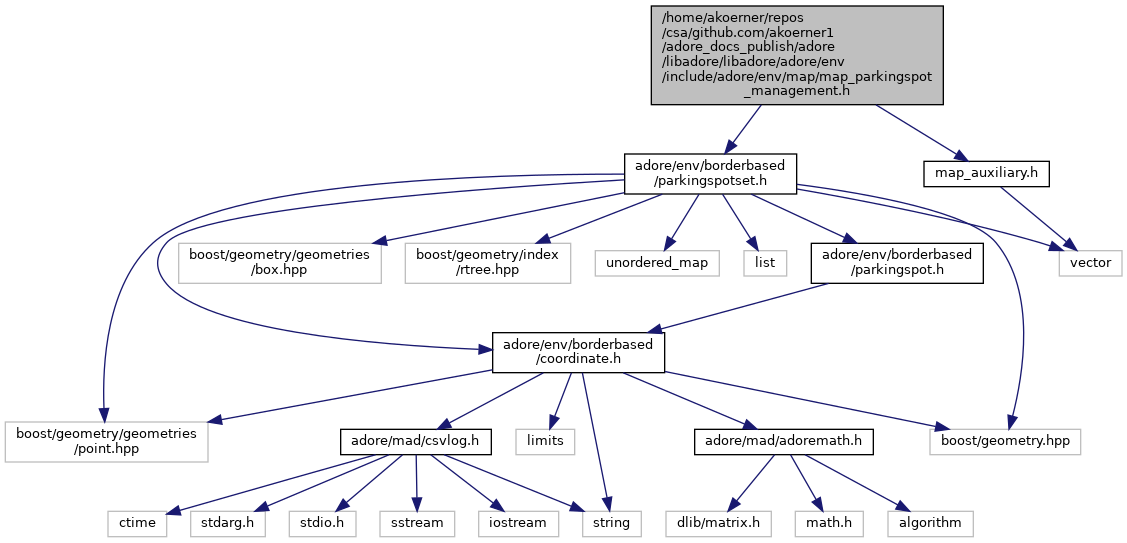 /home/akoerner/repos
/csa/github.com/akoerner1
/adore_docs_publish/adore
/libadore/libadore/adore/env
/include/adore/env/map/map_parkingspot
_management.h
adore/env/borderbased
/parkingspotset.h
map_auxiliary.h
boost/geometry/geometries
/box.hpp
boost/geometry/index
/rtree.hpp
unordered_map
list
adore/env/borderbased
/parkingspot.h
vector
adore/env/borderbased
/coordinate.h
boost/geometry/geometries
/point.hpp
adore/mad/csvlog.h
limits
adore/mad/adoremath.h
boost/geometry.hpp
ctime
stdarg.h
stdio.h
sstream
iostream
string
dlib/matrix.h
math.h
algorithm